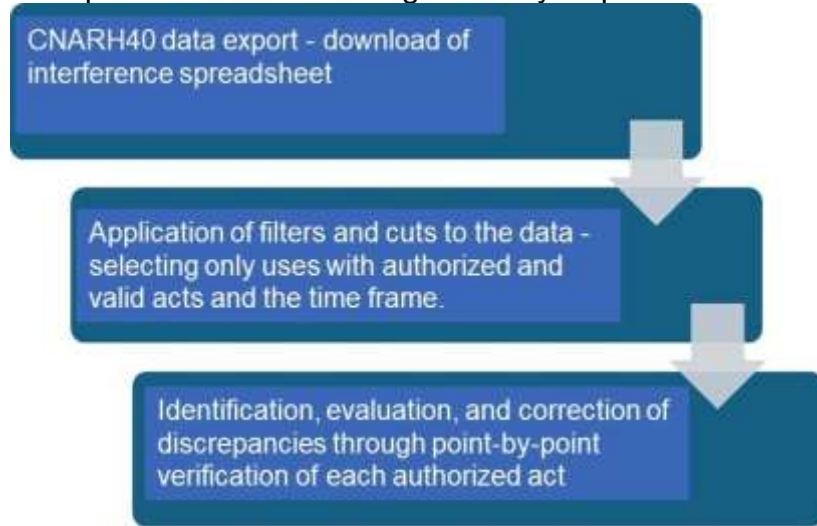 CNARH40 data export - download of
interference spreadsheet
Application of filters and cuts to the data -
selecting only uses with authorized and
valid acts and the time frame.
Identification, evaluation, and correction of
discrepancies through point-by-point
verification of each authorized act